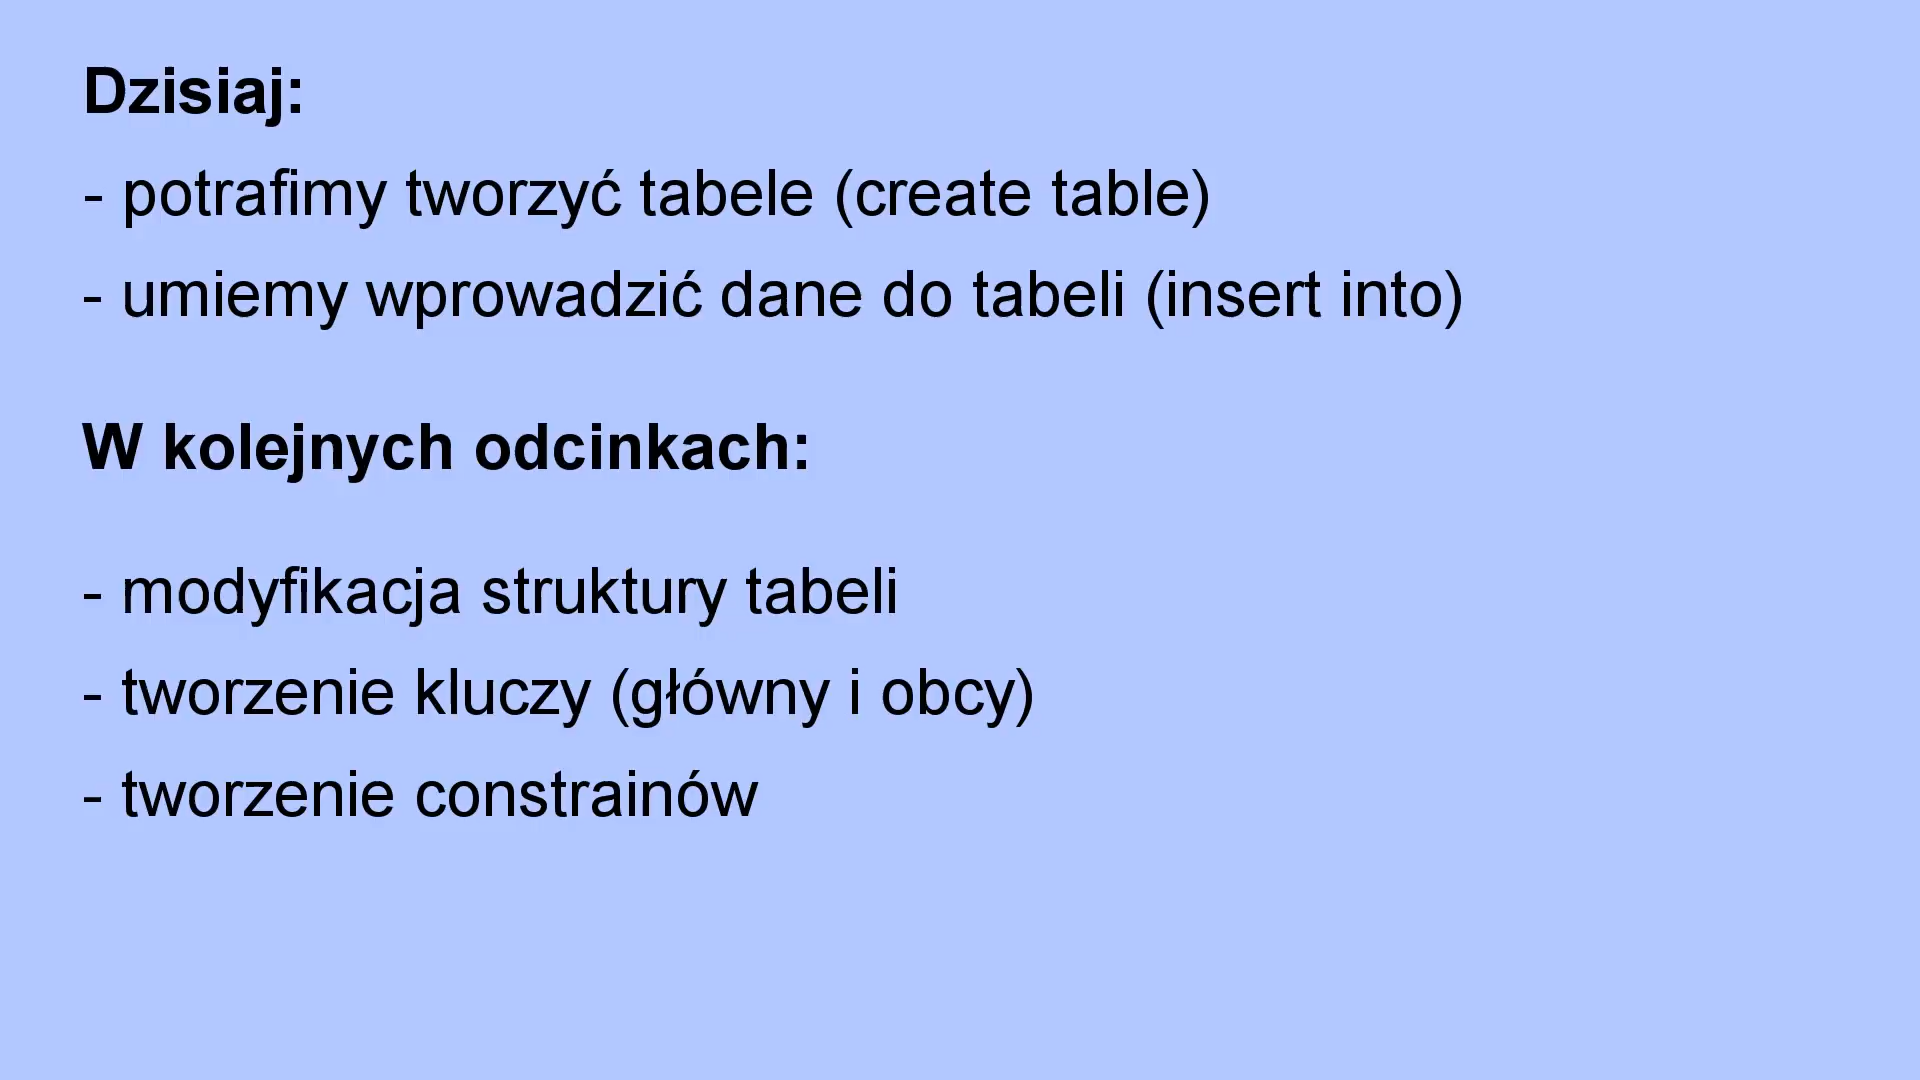 Dzisiaj:
- potrafimy tworzyć tabele (create table)
- umiemy wprowadzić dane do tabeli (insert into)
W kolejnych odcinkach:
- modyfikacja struktury tabeli
- tworzenie kluczy (główny i obcy)
- tworzenie constrainów